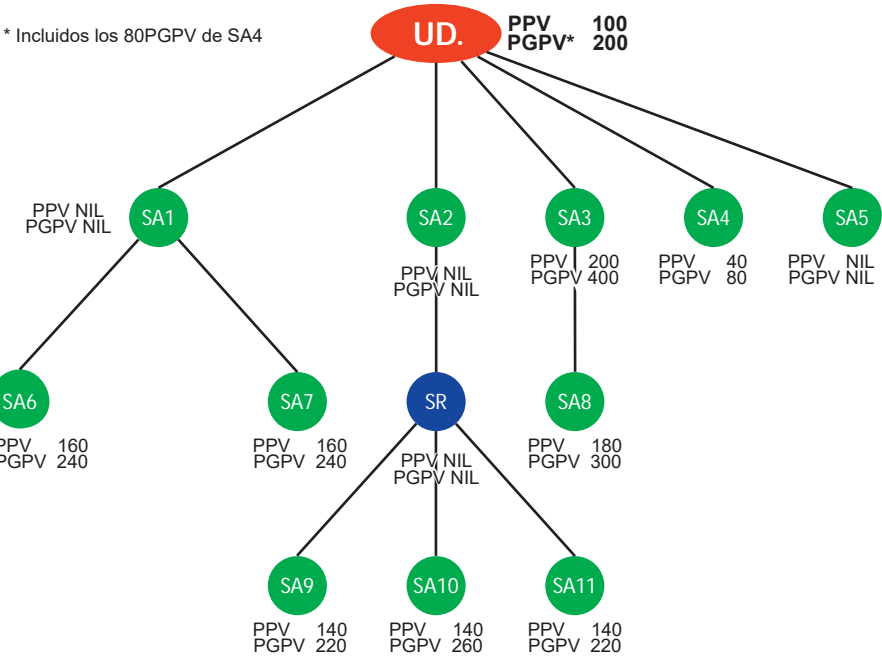 * Incluidos los 80PGPV de SA4
UD.
PPV 100
PGPV* 200
SA1
PPV NIL
PGPV NIL
SA2
PPV NIL
PGPV NIL
SA3
PPV 200
PGPV 400
SA4
PPV 40
PGPV 80
SA5
PPV NIL
PGPV NIL
SA6
PPV 160
PGPV 240
SA7
PPV 160
PGPV 240
SR
PPV NIL
PGPV NIL
SA8
PPV 180
PGPV 300
SA9
PPV 140
PGPV 220
SA10
PPV 140
PGPV 260
SA11
PPV 140
PGPV 220